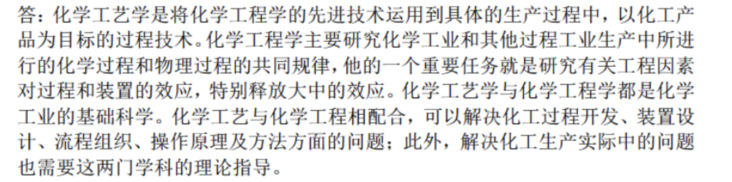 答：化学工艺学是将化学工程学的先进技术运用到具体的生产过程中，以化工产
品为目标的过程技术。化学工程学主要研究化学工业和其他过程工业生产中所进
行的化学过程和物理过程的共同规律，他的一个重要任务就是研究有关工程因素
对过程和装置的效应，特别释放大中的效应。化学工艺学与化学工程学都是化学
工业的基础科学。化学工艺与化学工程相配合，可以解决化工过程开发、装置设
计、流程组织、操作原理及方法方面的问题；此外，解决化工生产实际中的问题
也需要这两门学科的理论指导。